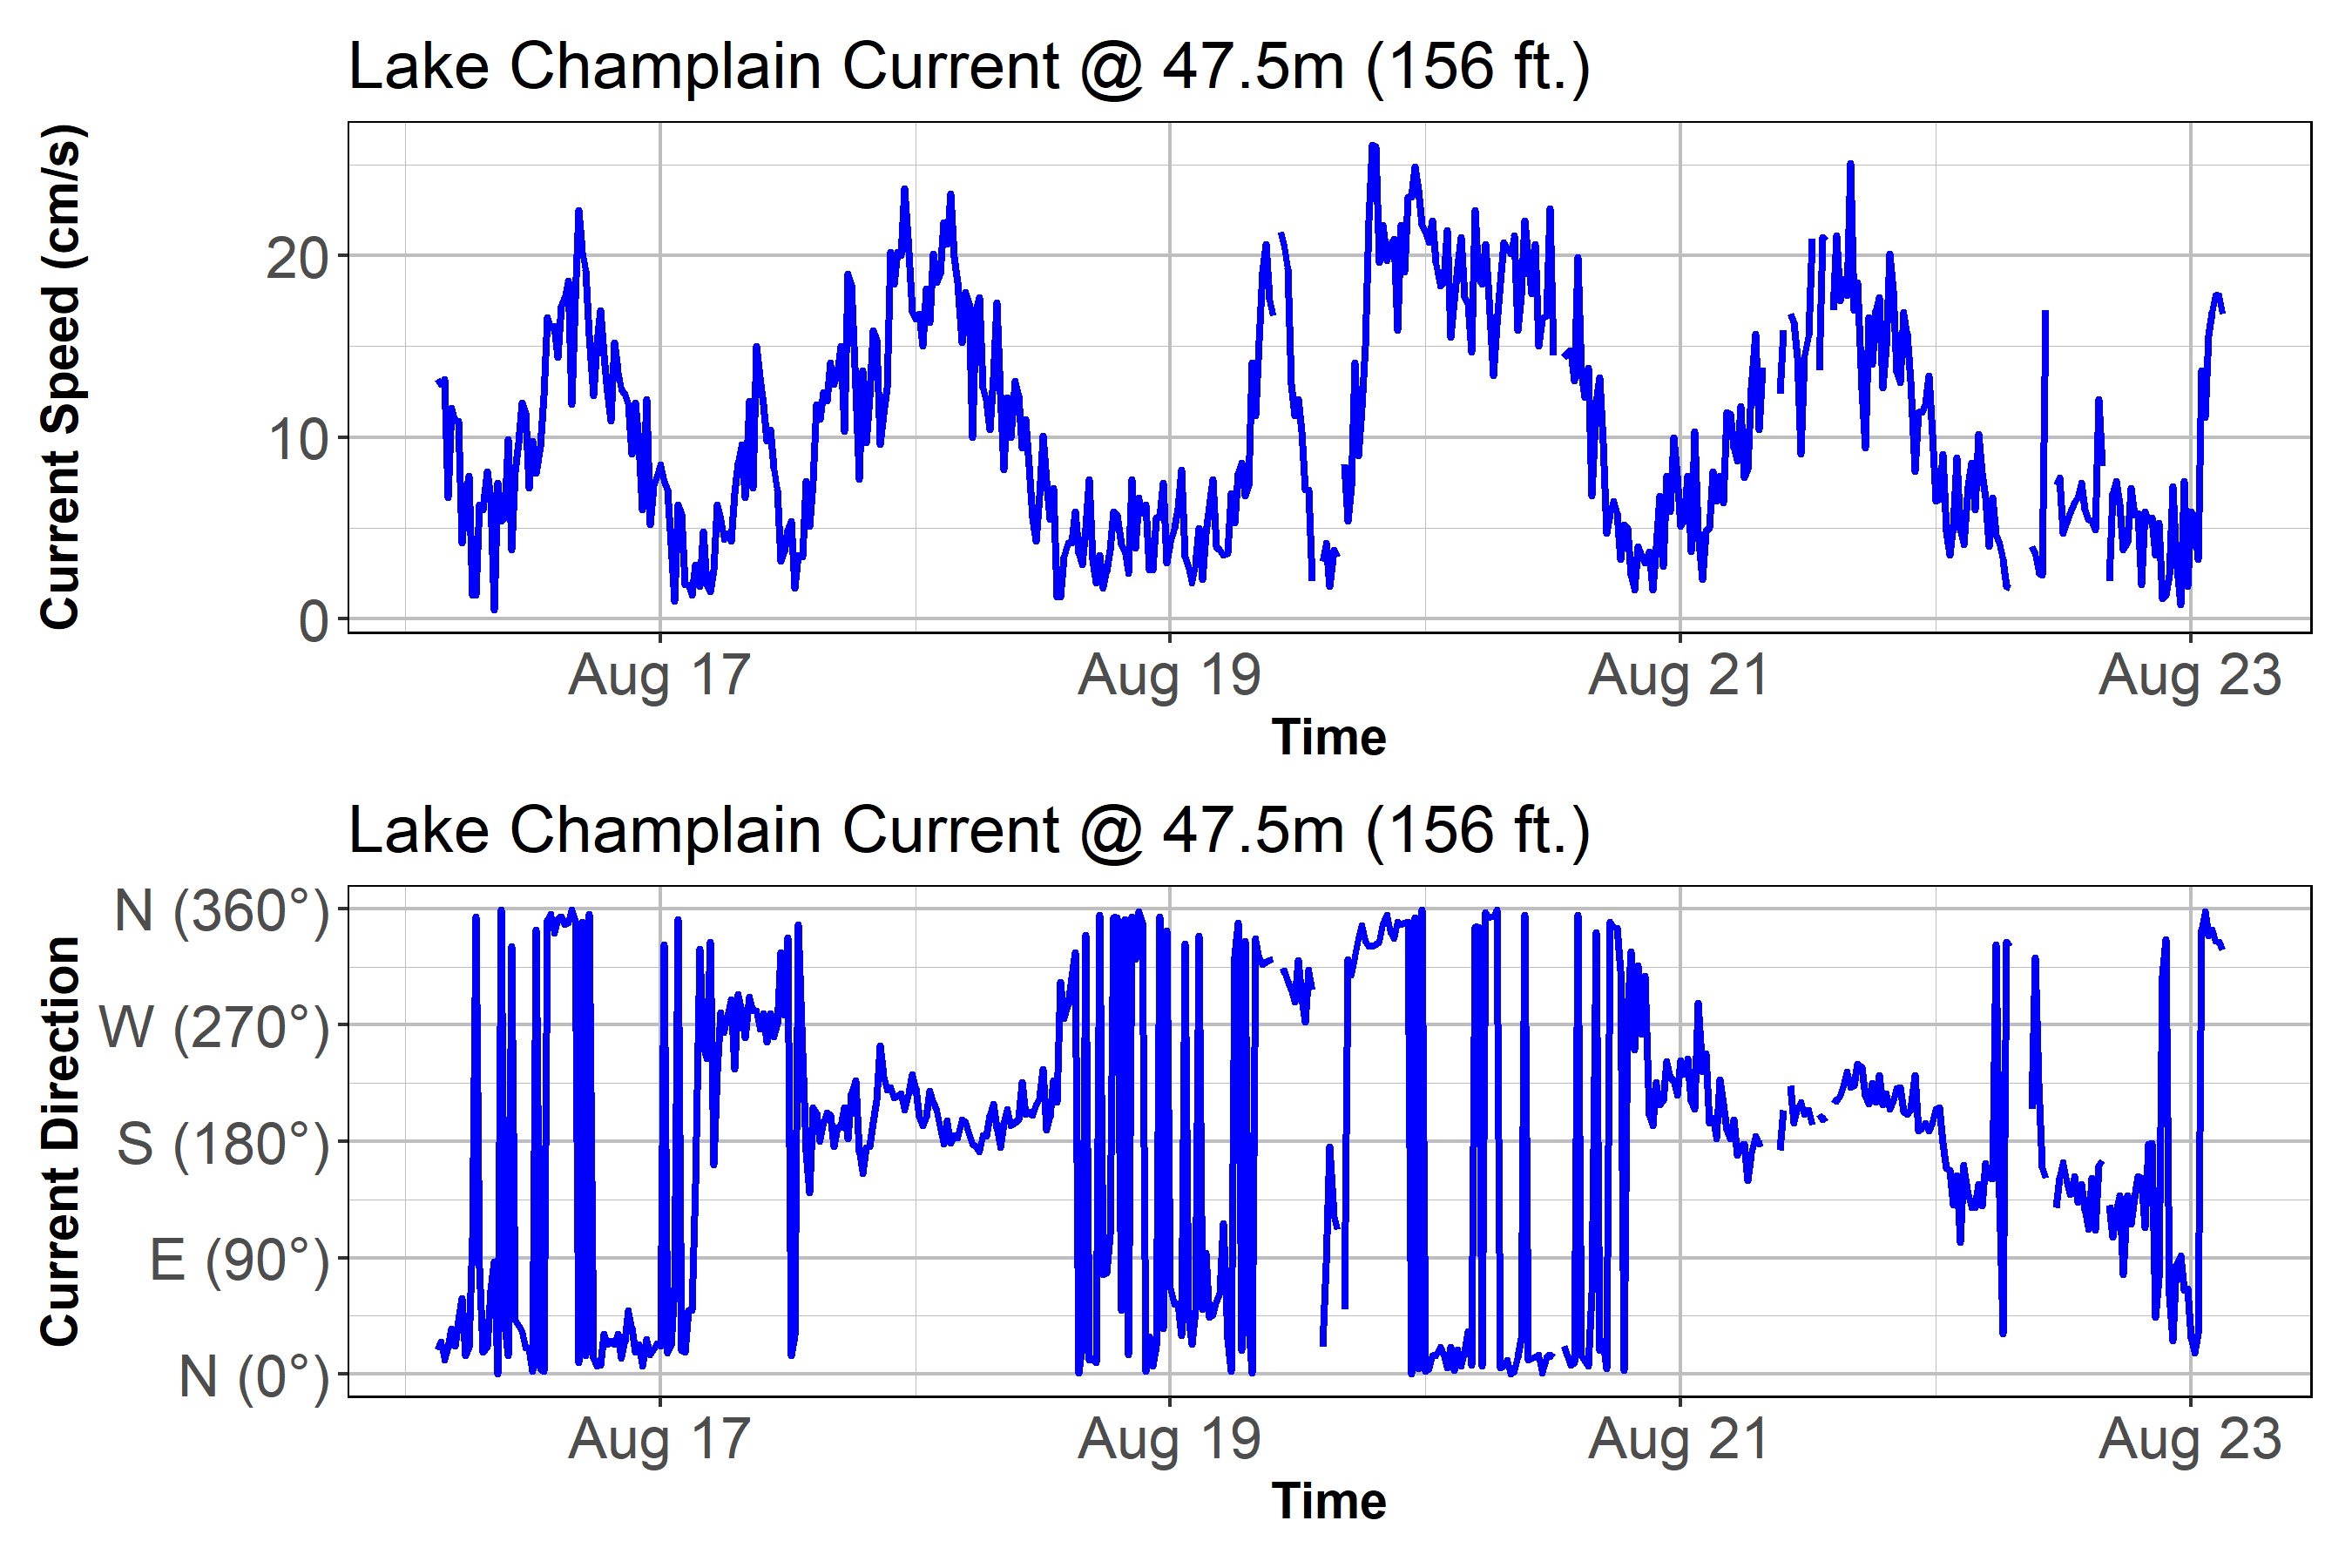 Lake Champlain Current @ 47.5m (156 ft.)
Current Speed (cm/s)
20
10
0
Aug 17 Aug 19 Aug 21 Aug 23
Time
Lake Champlain Current @ 47.5m (156 ft.)
Current Direction
N (360°)
W (270°)
S (180°)
E (90°)
N (0°)
Aug 17 Aug 19 Aug 21 Aug 23
Time